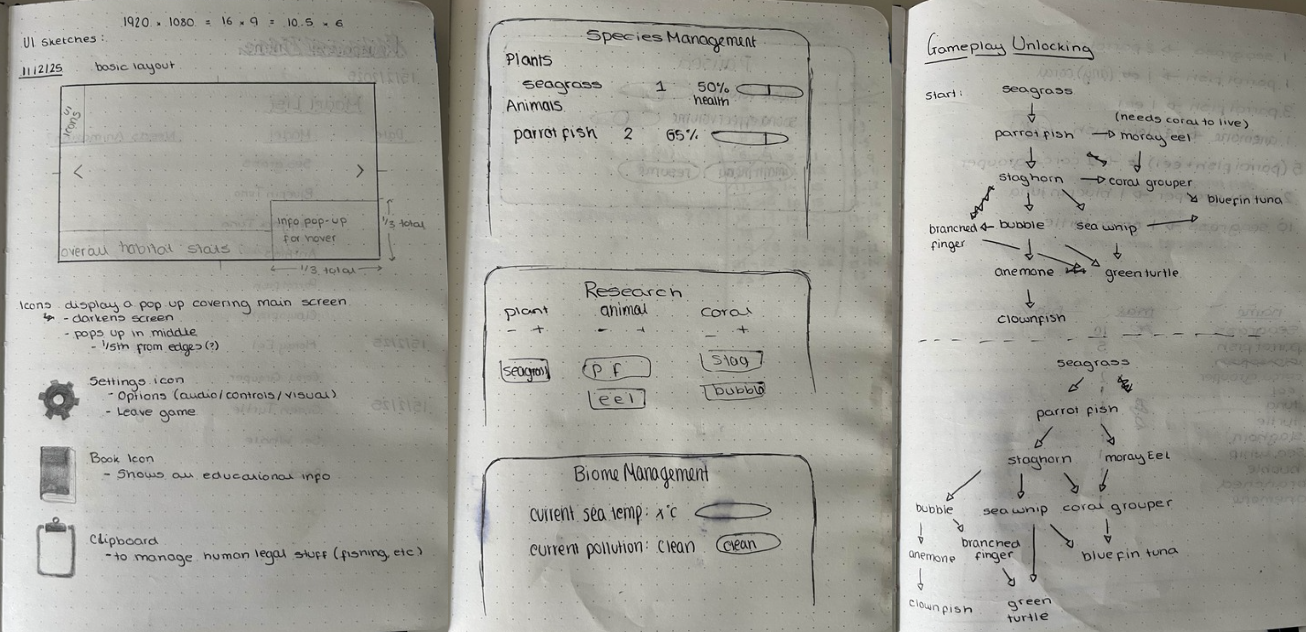 1920 x 1080 = 16 x 9 = 10.5 x 6
UI Sketches:
11/2/25 basic layout
5 icons
< >
info pop-up
for hover
1/3 total
overall habitat stats
1/3 total
Icons display a pop up covering main screen
- darkens screen
- pops up in middle
- 1/5th from edges(?)
Settings icon
- Options (audio/controls/visual)
- Leave game
Book Icon
- Shows all educational info
Clipboard
- to manage human legal stuff (fishing, etc)
Species Management
Plants
seagrass 1 50%
health
Animals
parrot fish 2 65%
Research
plant animal coral
- + - + - +
seagrass pf stag
eel bubble
Biome Management
current sea temp: x°c
current pollution: clean clean
Gameplay Unlocking
start: seagrass
(needs coral to live)
parrot fish → moray eel
staghorn → coral grouper
bluefin tuna
branched ← bubble sea whip
finger
anemone green turtle
clownfish
seagrass
parrot fish
staghorn moray Eel
bubble sea whip coral grouper
anemone branched
finger bluefin tuna
clownfish green
turtle